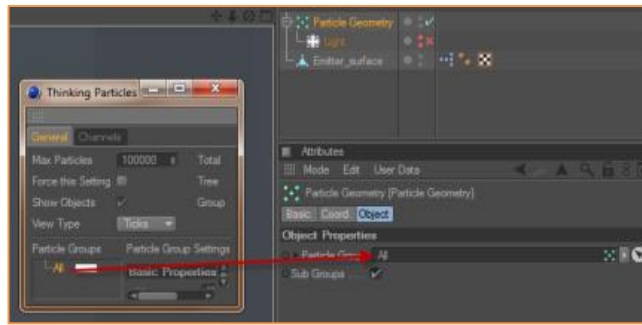 Particle Geometry
Light
Emitter_surface
Thinking Particles
General Channels
Max Particles 100000 Total
Force this Setting Tree
Show Objects Group
View Type Ticks
Particle Groups Particle Group Settings
All Basic Properties
Attributes
Mode Edit User Data
Particle Geometry [Particle Geometry]
Basic Coord. Object
Object Properties
Particle Group All
Sub Groups